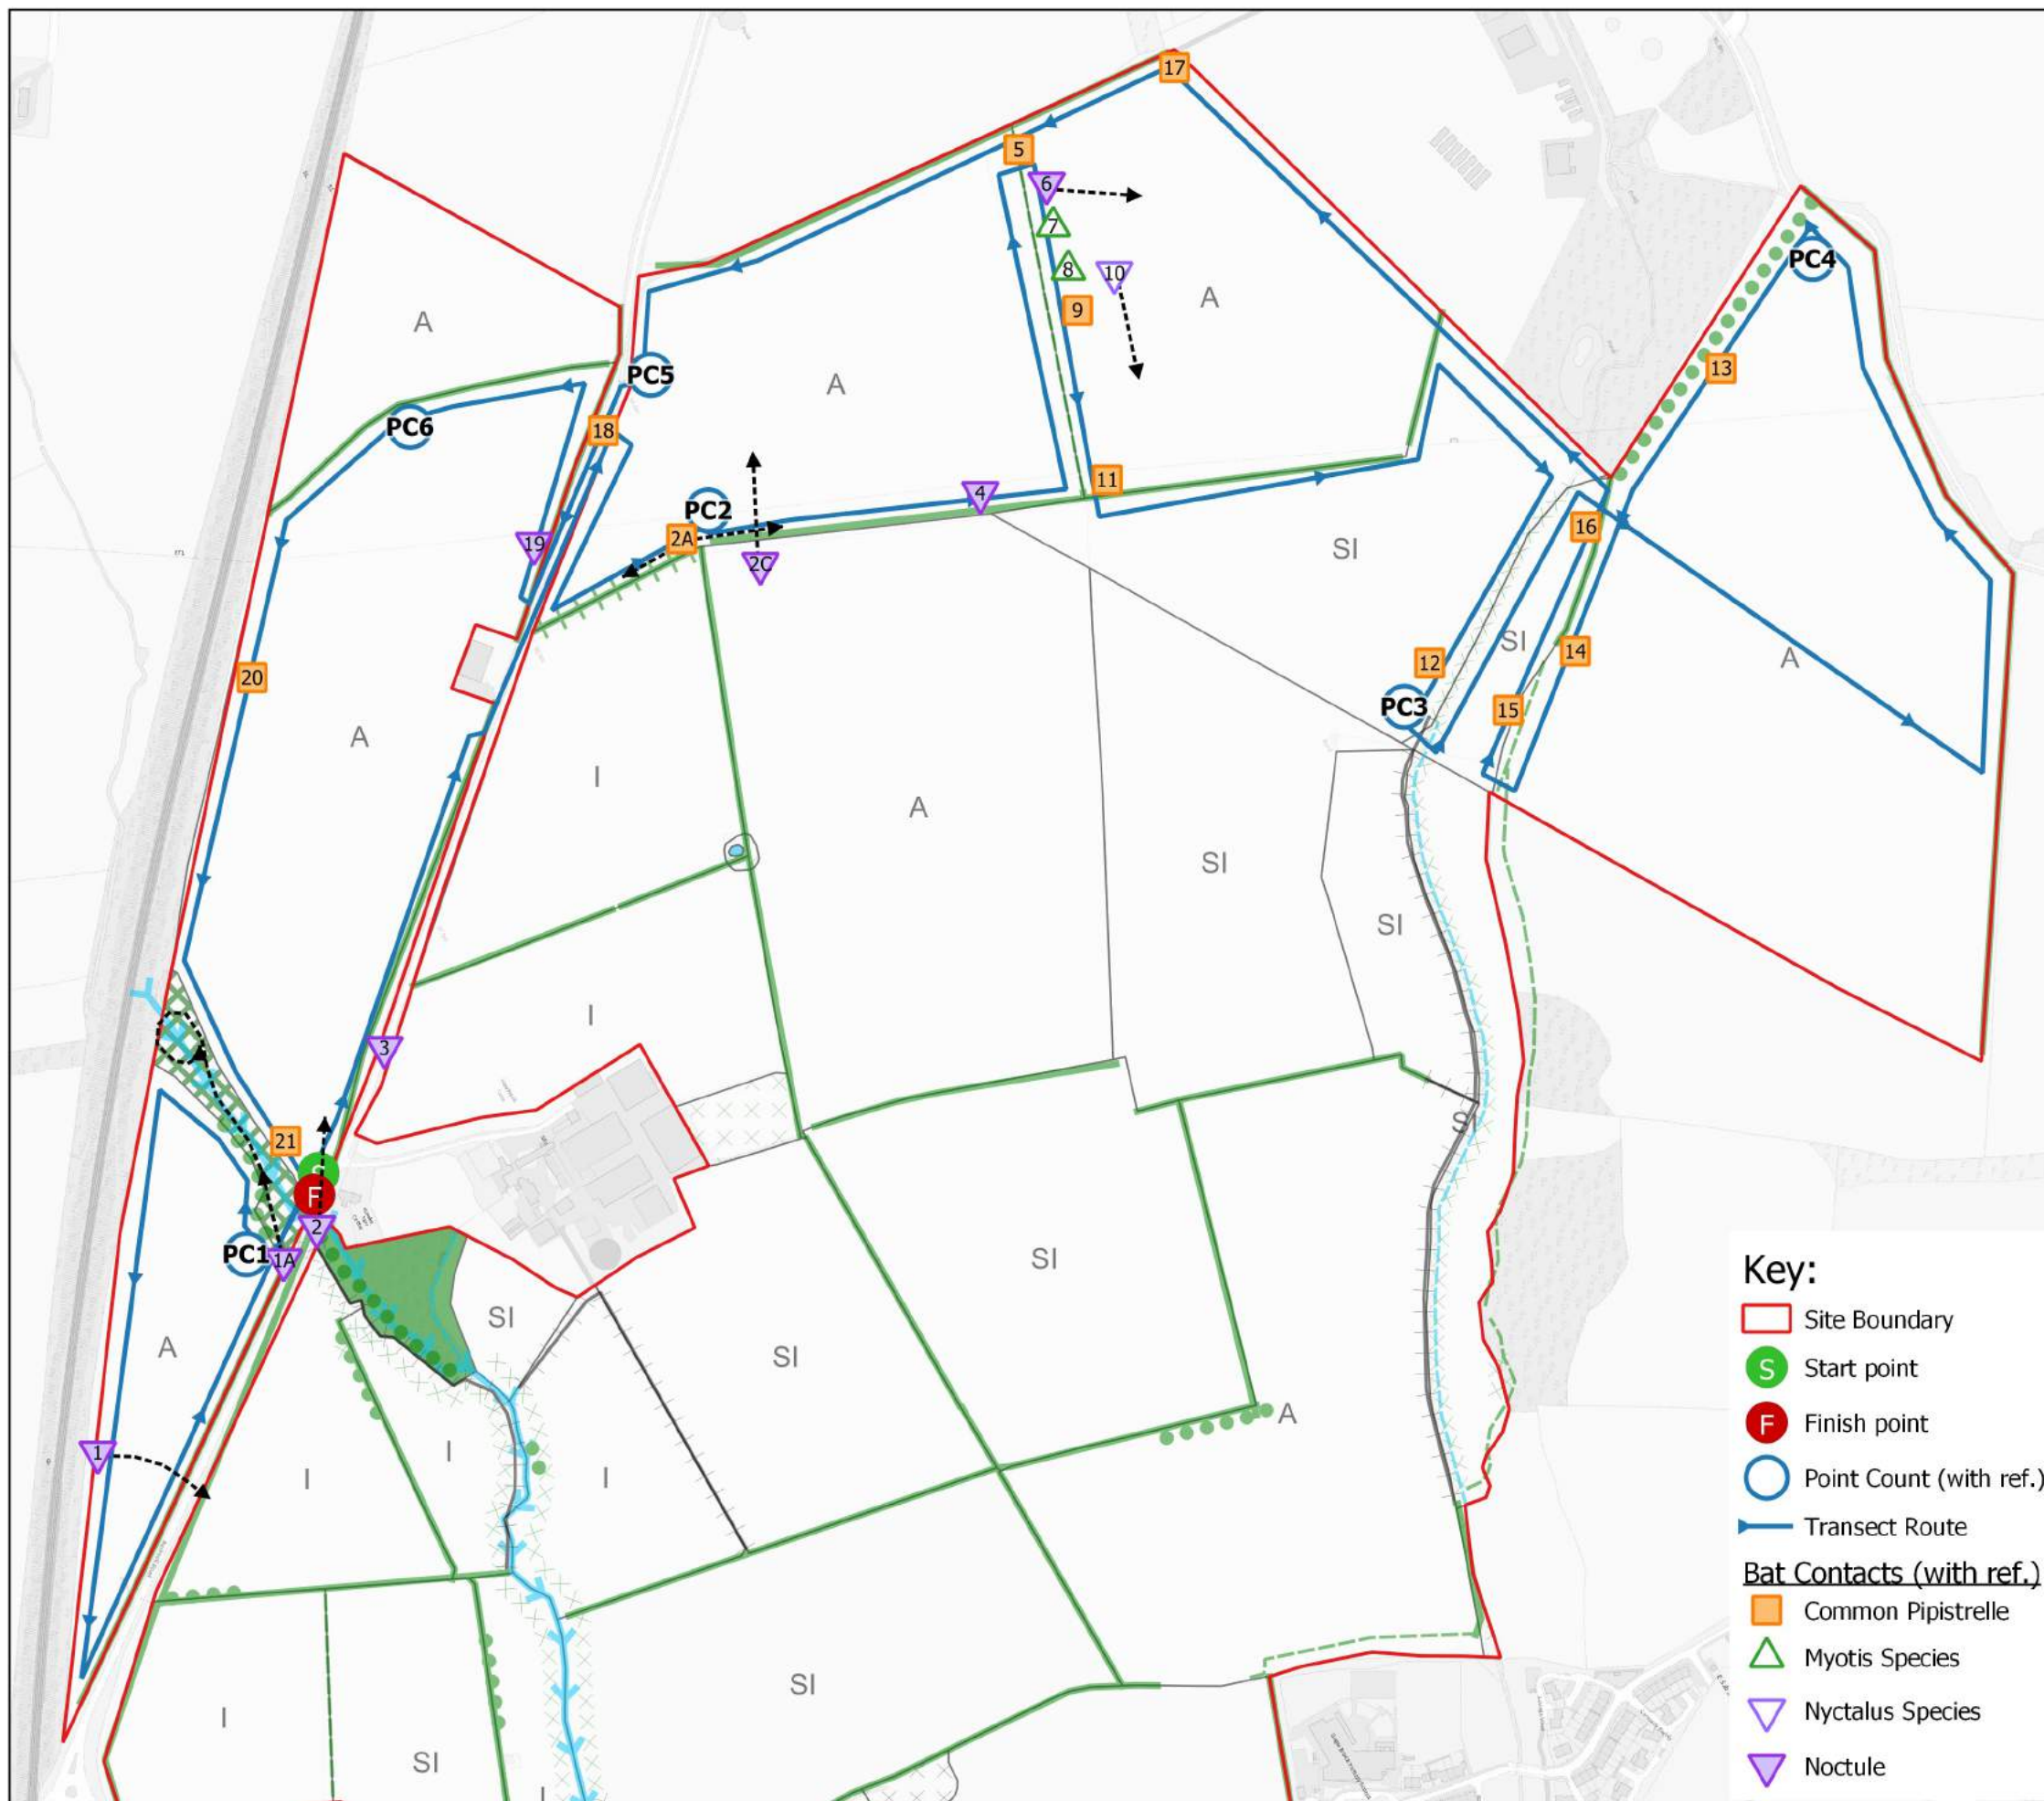 17
5
6
7
8
10
9
A
PC4
A
A
PC5
13
PC6
18
11
4
PC2
2A
19
2C
16
SI
SI
14
A
12
15
PC3
20
A
I
A
SI
SI
I
3
SI
21
S
F
2
PC1
1A
SI
SI
A
SI
A
1
I
I
I
I
SI
SI
I
Key:
Site Boundary
S Start point
F Finish point
Point Count (with ref.)
Transect Route
Bat Contacts (with ref.)
Common Pipistrelle
Myotis Species
Nyctalus Species
Noctule